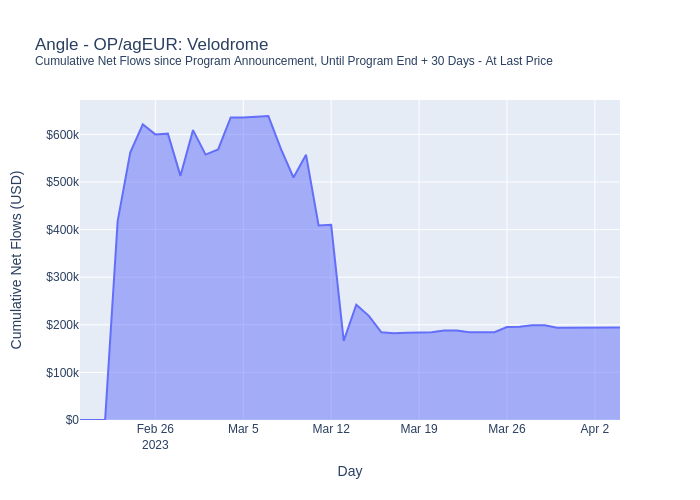 Angle - OP/agEUR: Velodrome
Cumulative Net Flows since Program Announcement, Until Program End + 30 Days - At Last Price
Cumulative Net Flows (USD)
$600k
$500k
$400k
$300k
$200k
$100k
$0
Feb 26
2023
Mar 5
Mar 12
Mar 19
Mar 26
Apr 2
Day